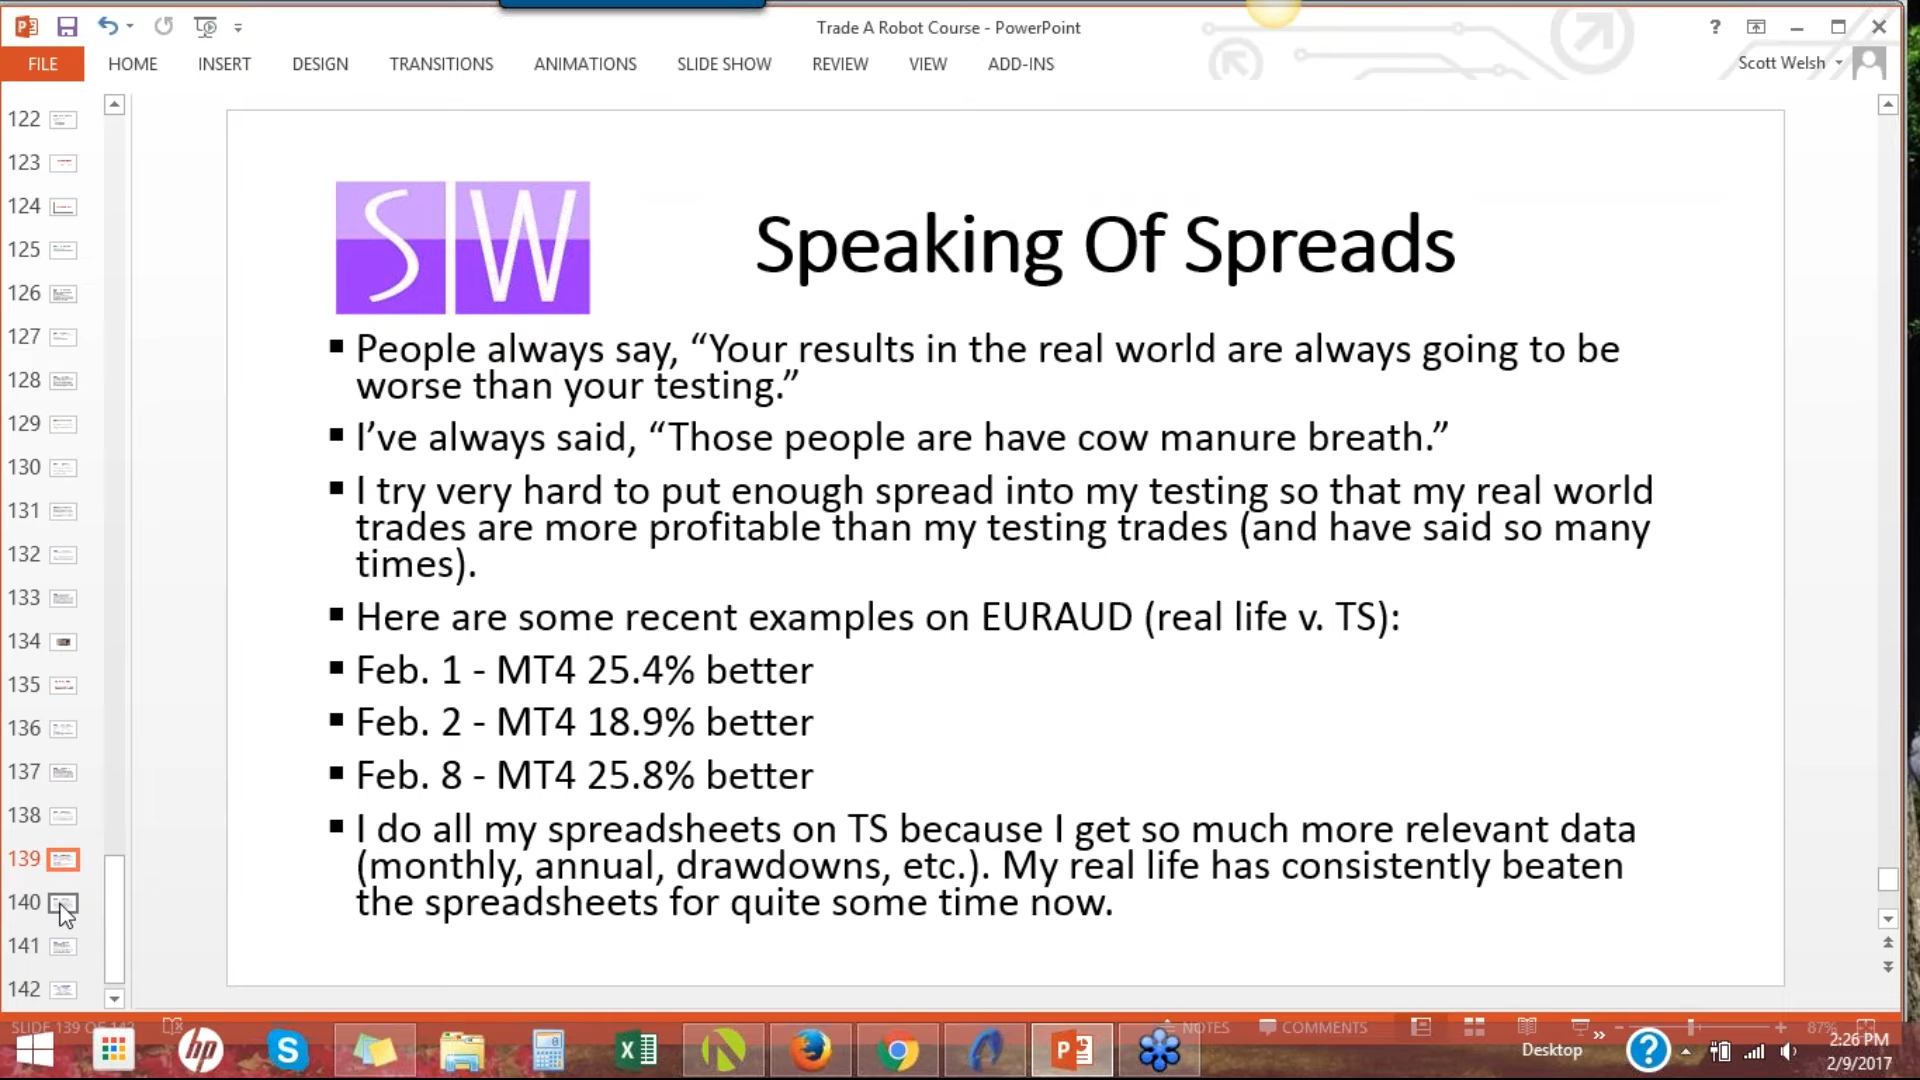 Trade A Robot Course - PowerPoint
?
FILE
HOME
INSERT
DESIGN
TRANSITIONS
ANIMATIONS
SLIDE SHOW
REVIEW
VIEW
ADD-INS
Scott Welsh
122
123
124
125
126
127
128
129
130
131
132
133
134
135
136
137
138
139
140
141
142
SW
Speaking Of Spreads
▪ People always say, “Your results in the real world are always going to be
worse than your testing.”
▪ I’ve always said, “Those people are have cow manure breath.”
▪ I try very hard to put enough spread into my testing so that my real world
trades are more profitable than my testing trades (and have said so many
times).
▪ Here are some recent examples on EURAUD (real life v. TS):
▪ Feb. 1 - MT4 25.4% better
▪ Feb. 2 - MT4 18.9% better
▪ Feb. 8 - MT4 25.8% better
▪ I do all my spreadsheets on TS because I get so much more relevant data
(monthly, annual, drawdowns, etc.). My real life has consistently beaten
the spreadsheets for quite some time now.
SLIDE 139 OF 143
NOTES
COMMENTS
87%
hp
Desktop
2:26 PM
2/9/2017